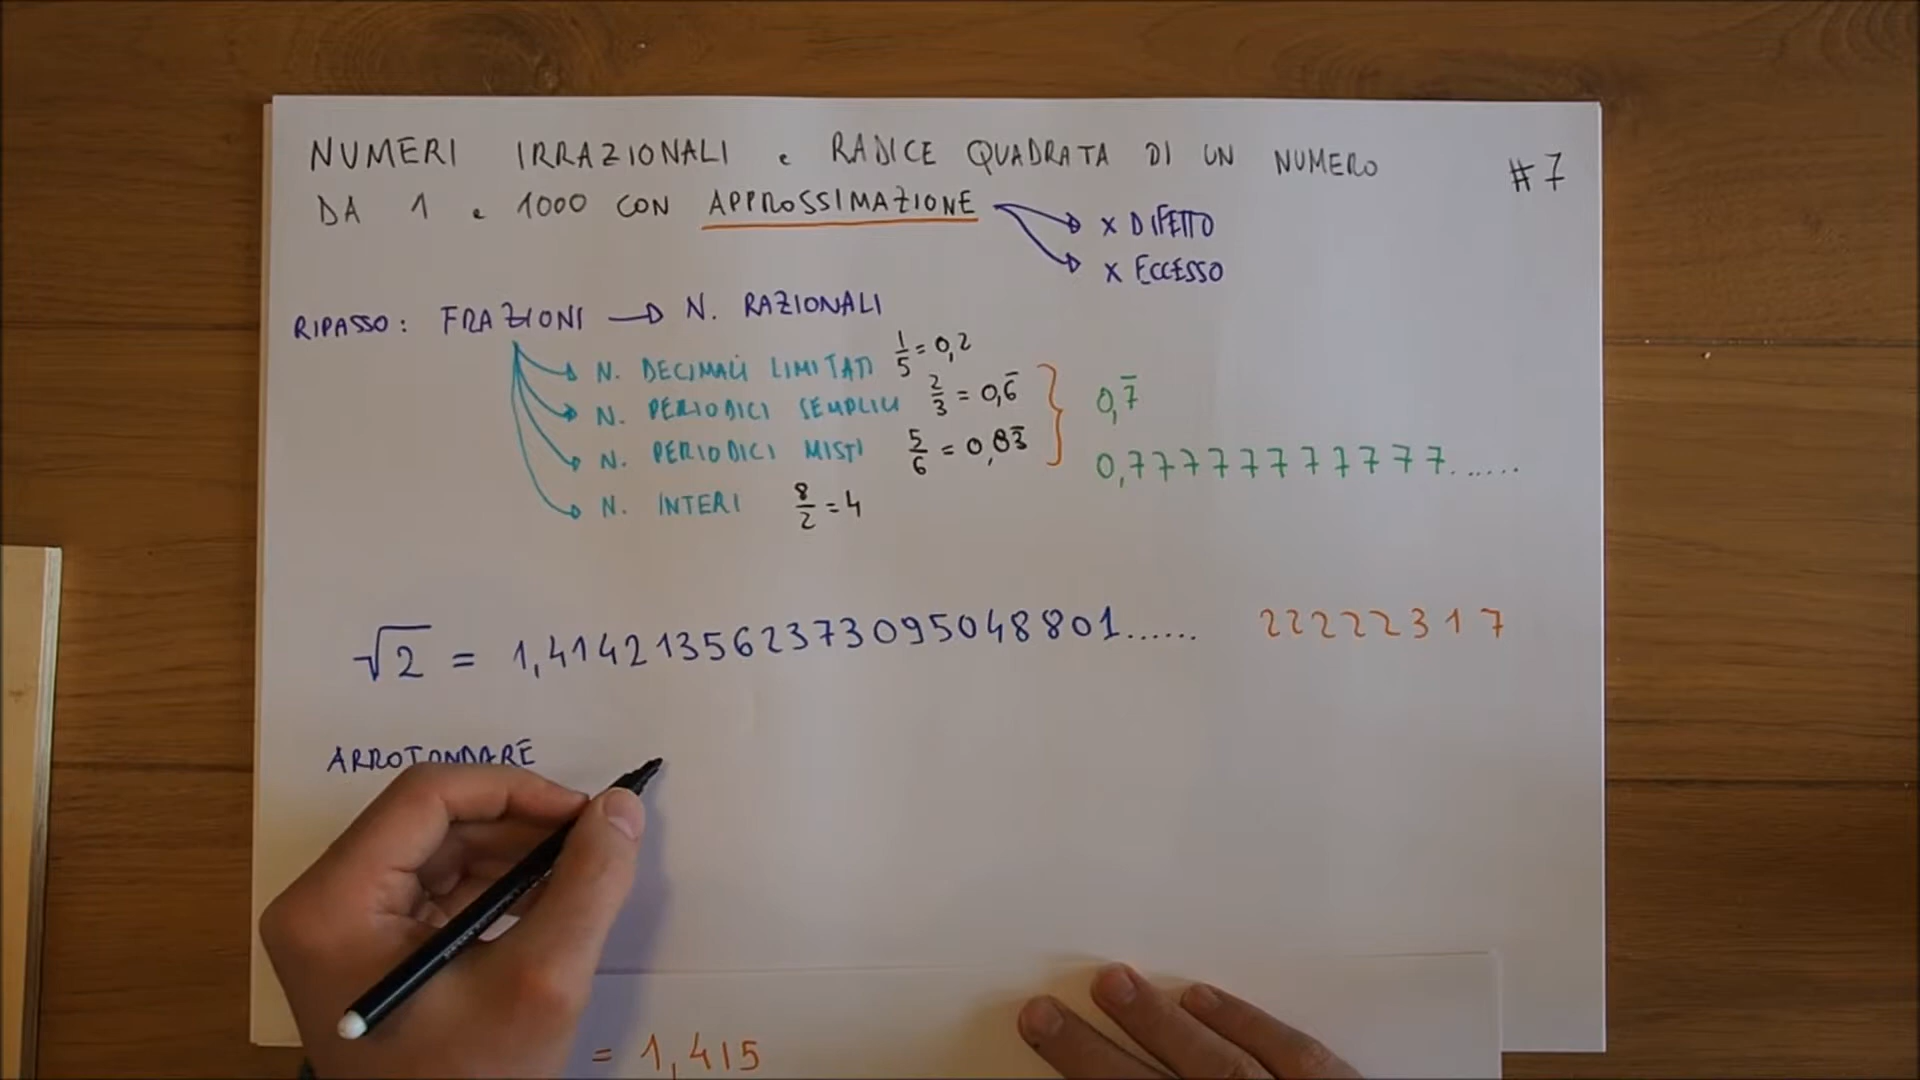 NUMERI IRRAZIONALI e RADICE QUADRATA DI UN NUMERO #7
DA 1 a 1000 CON APPROSSIMAZIONE
x DIFETTO
x ECCESSO
RIPASSO: FRAZIONI → N. RAZIONALI
N. DECIMALI LIMITATI 1/5 = 0,2
N. PERIODICI SEMPLICI 2/3 = 0,6̅
N. PERIODICI MISTI 5/6 = 0,83̅
N. INTERI 8/2 = 4
0,7̅
0,77777777777......
√2 = 1,41421356237309504880 1...... 22222317
ARROTONDARE
= 1,415